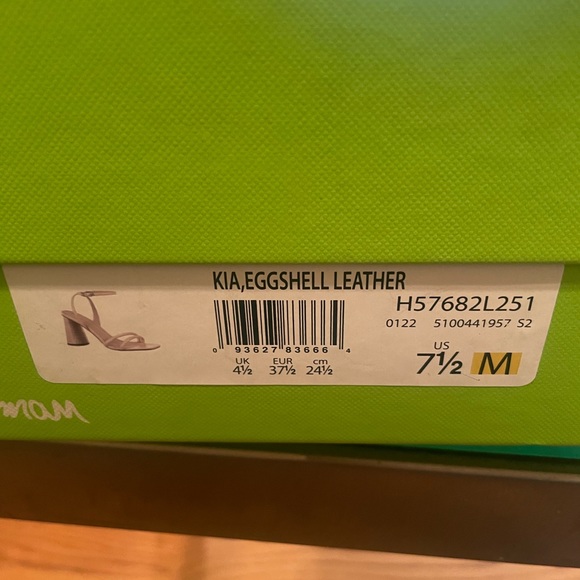 KIA,EGGSHELL LEATHER
H57682L251
0122 5100441957 S2
0 93627 83666 4
UK EUR cm
4½ 37½ 24½
US
7½ M